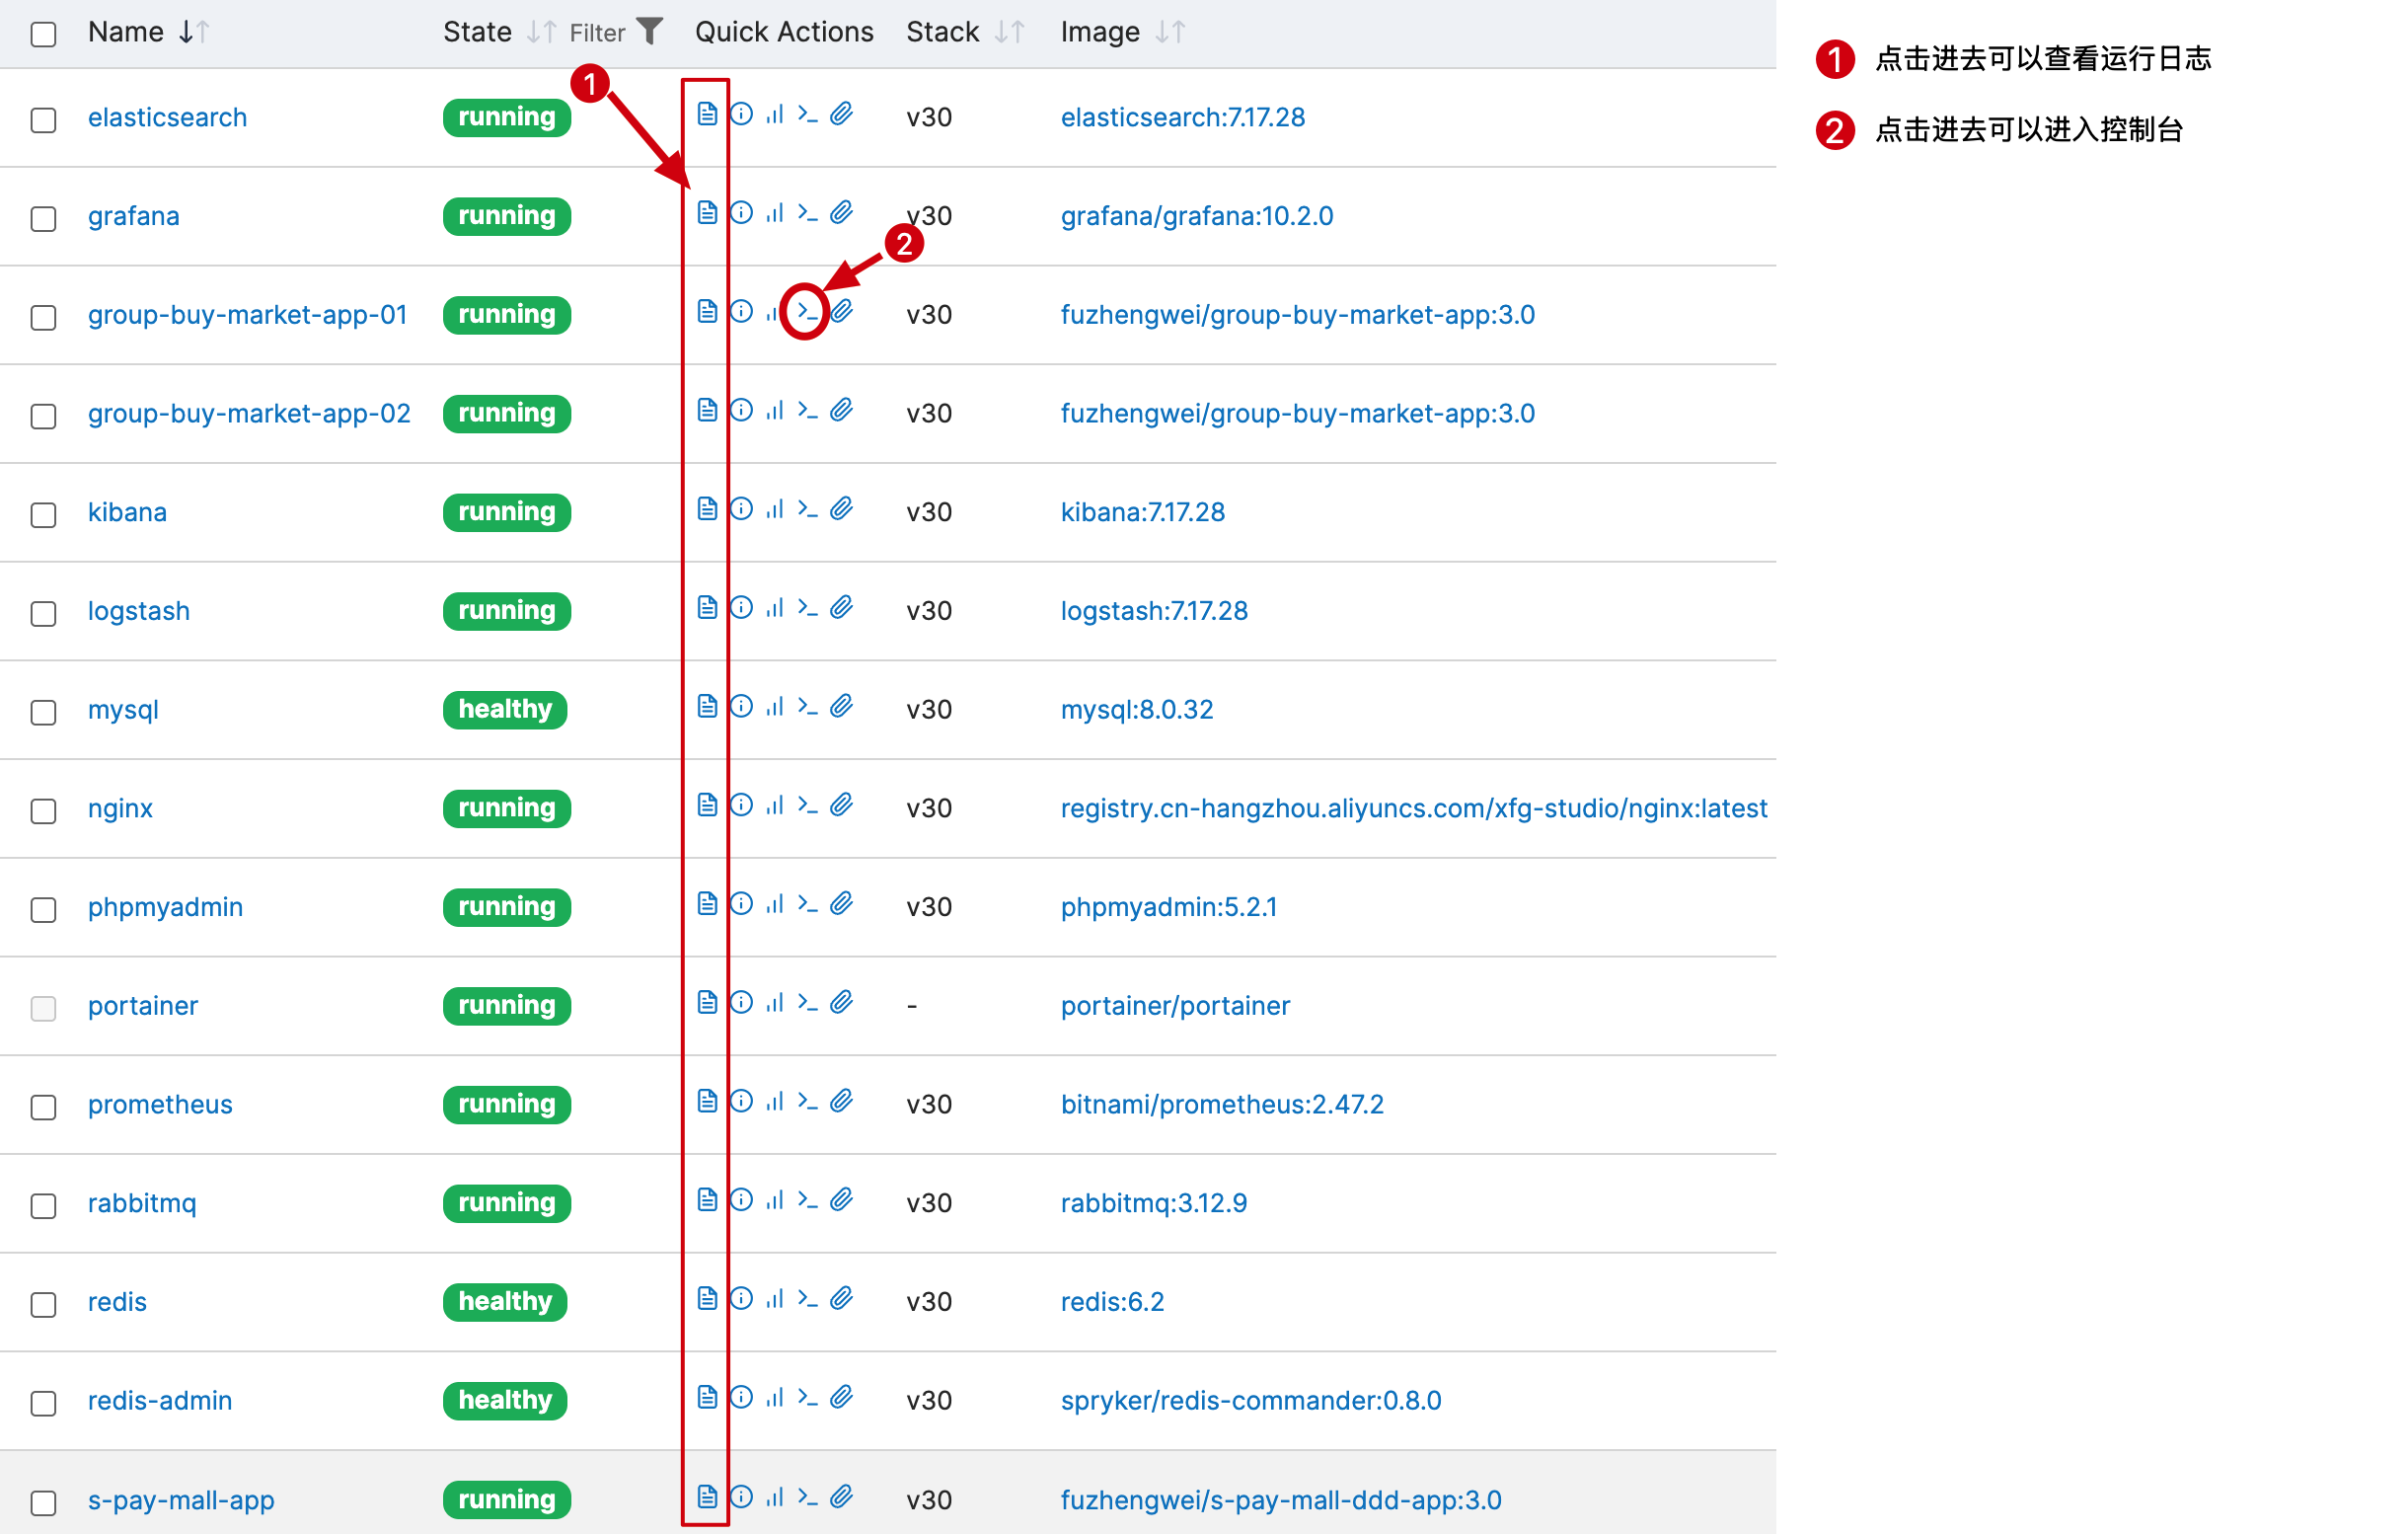 Name State Filter Quick Actions Stack Image
1 点击进去可以查看运行日志
1
elasticsearch running v30 elasticsearch:7.17.28
2 点击进去可以进入控制台
grafana running v30 grafana/grafana:10.2.0
2
group-buy-market-app-01 running v30 fuzhengwei/group-buy-market-app:3.0
group-buy-market-app-02 running v30 fuzhengwei/group-buy-market-app:3.0
kibana running v30 kibana:7.17.28
logstash running v30 logstash:7.17.28
mysql healthy v30 mysql:8.0.32
nginx running v30 registry.cn-hangzhou.aliyuncs.com/xfg-studio/nginx:latest
phpmyadmin running v30 phpmyadmin:5.2.1
portainer running - portainer/portainer
prometheus running v30 bitnami/prometheus:2.47.2
rabbitmq running v30 rabbitmq:3.12.9
redis healthy v30 redis:6.2
redis-admin healthy v30 spryker/redis-commander:0.8.0
s-pay-mall-app running v30 fuzhengwei/s-pay-mall-ddd-app:3.0